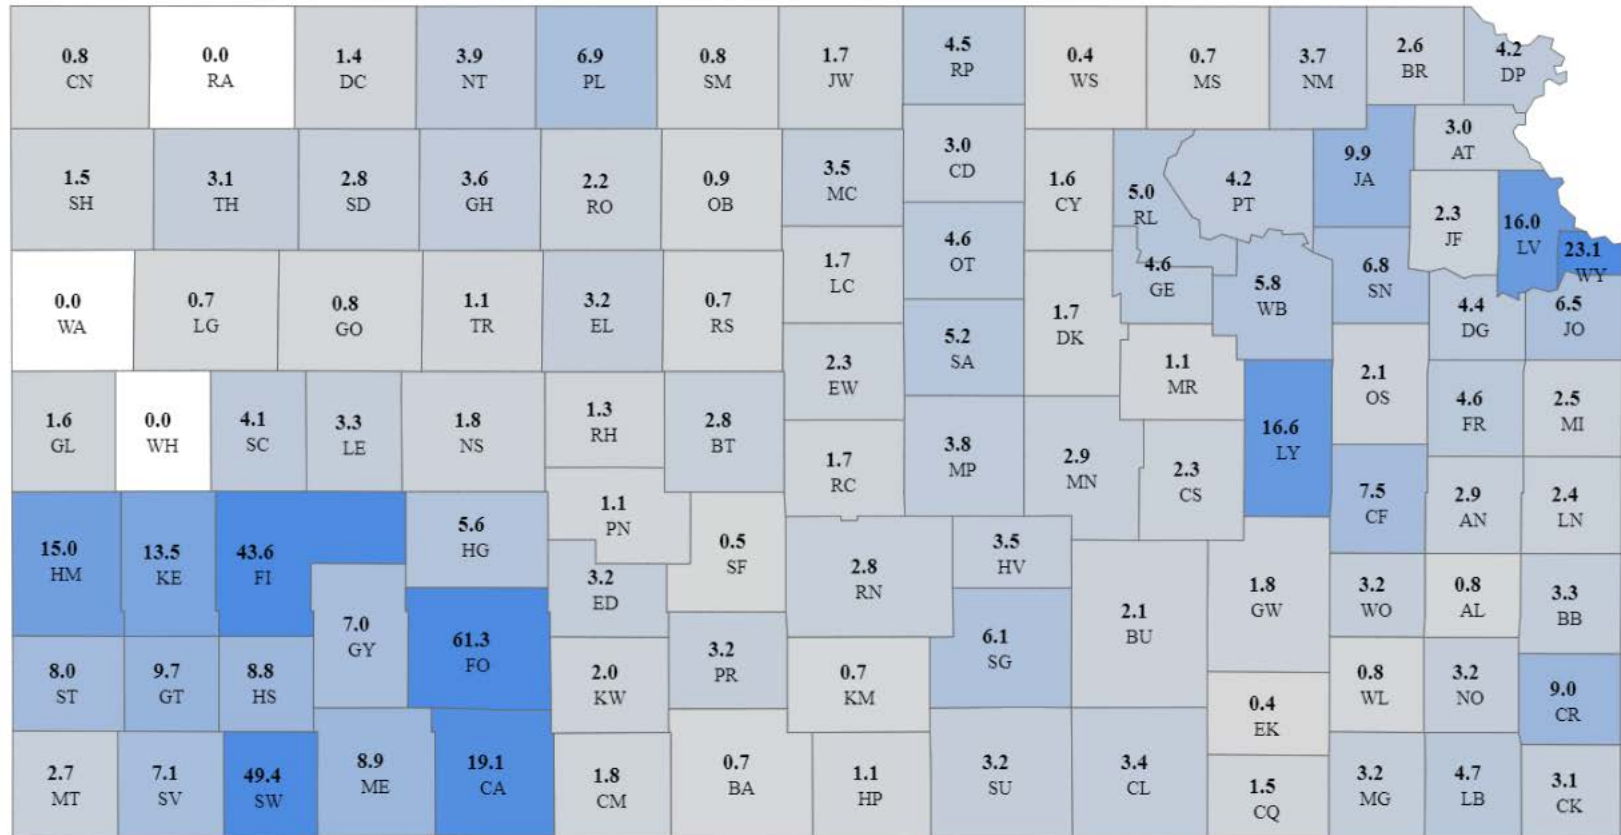 0.8
CN
0.0
RA
1.4
DC
3.9
NT
6.9
PL
0.8
SM
1.7
JW
4.5
RP
0.4
WS
0.7
MS
3.7
NM
2.6
BR
4.2
DP
1.5
SH
3.1
TH
2.8
SD
3.6
GH
2.2
RO
0.9
OB
3.5
MC
3.0
CD
1.6
CY
5.0
RL
4.2
PT
9.9
JA
3.0
AT
2.3
JF
16.0
LV
23.1
WY
0.0
WA
0.7
LG
0.8
GO
1.1
TR
3.2
EL
0.7
RS
1.7
LC
4.6
OT
1.7
DK
4.6
GE
5.8
WB
6.8
SN
4.4
DG
6.5
JO
2.3
EW
5.2
SA
1.1
MR
2.1
OS
4.6
FR
2.5
MI
1.6
GL
0.0
WH
4.1
SC
3.3
LE
1.8
NS
1.3
RH
2.8
BT
1.7
RC
3.8
MP
2.9
MN
2.3
CS
16.6
LY
7.5
CF
2.9
AN
2.4
LN
15.0
HM
13.5
KE
43.6
FI
5.6
HG
1.1
PN
0.5
SF
2.8
RN
3.5
HV
1.8
GW
3.2
WO
0.8
AL
3.3
BB
7.0
GY
61.3
FO
3.2
ED
2.1
BU
8.0
ST
9.7
GT
8.8
HS
2.0
KW
3.2
PR
0.7
KM
6.1
SG
0.4
EK
0.8
WL
3.2
NO
9.0
CR
2.7
MT
7.1
SV
49.4
SW
8.9
ME
19.1
CA
1.8
CM
0.7
BA
1.1
HP
3.2
SU
3.4
CL
1.5
CQ
3.2
MG
4.7
LB
3.1
CK